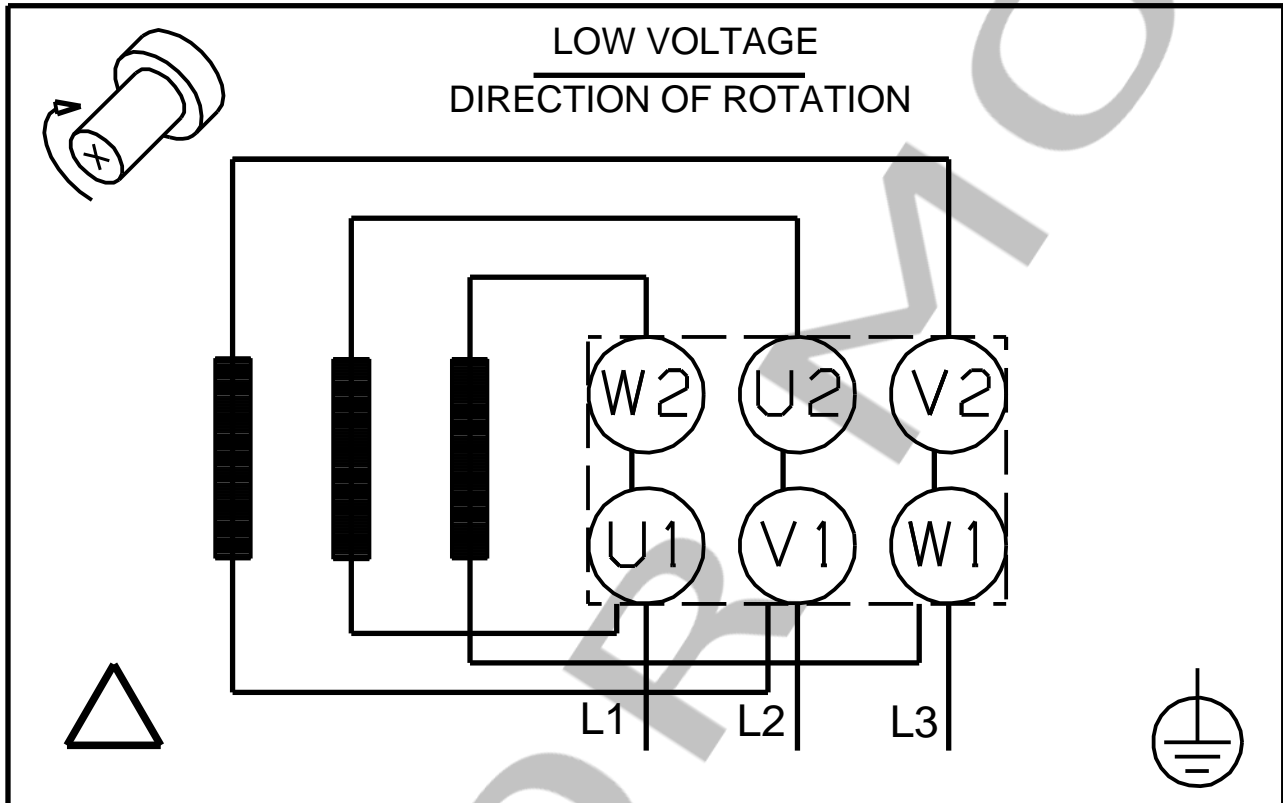 LOW VOLTAGE
DIRECTION OF ROTATION
W2 U2 V2
U1 V1 W1
L1 L2 L3